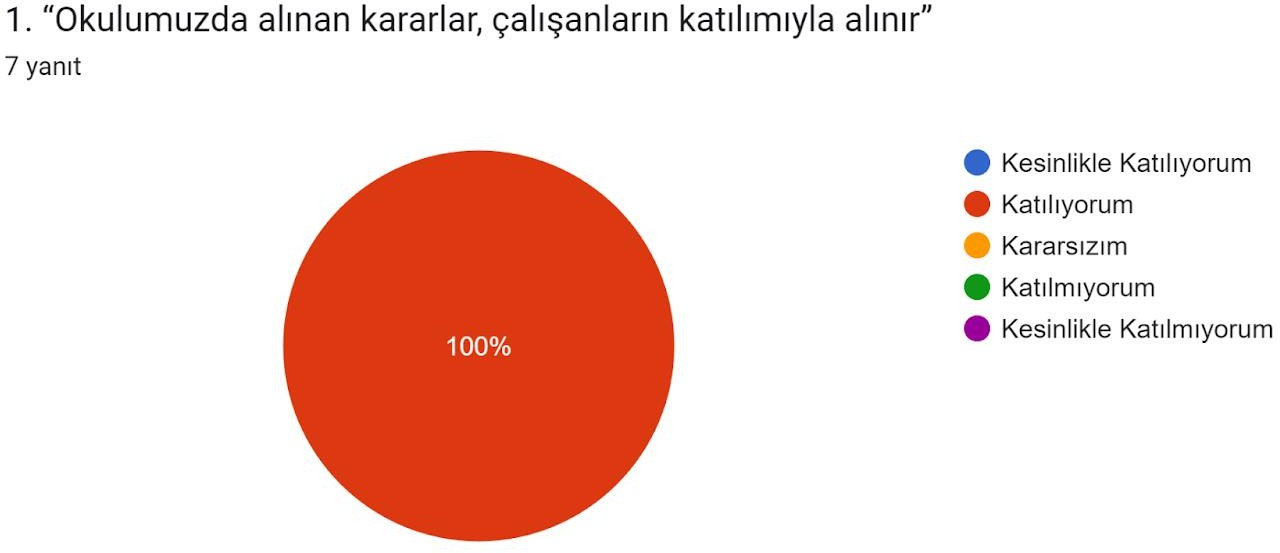 1. “Okulumuzda alınan kararlar, çalışanların katılımıyla alınır”
7 yanıt
Kesinlikle Katılıyorum
Katılıyorum
Kararsızım
Katılmıyorum
Kesinlikle Katılmıyorum
100%